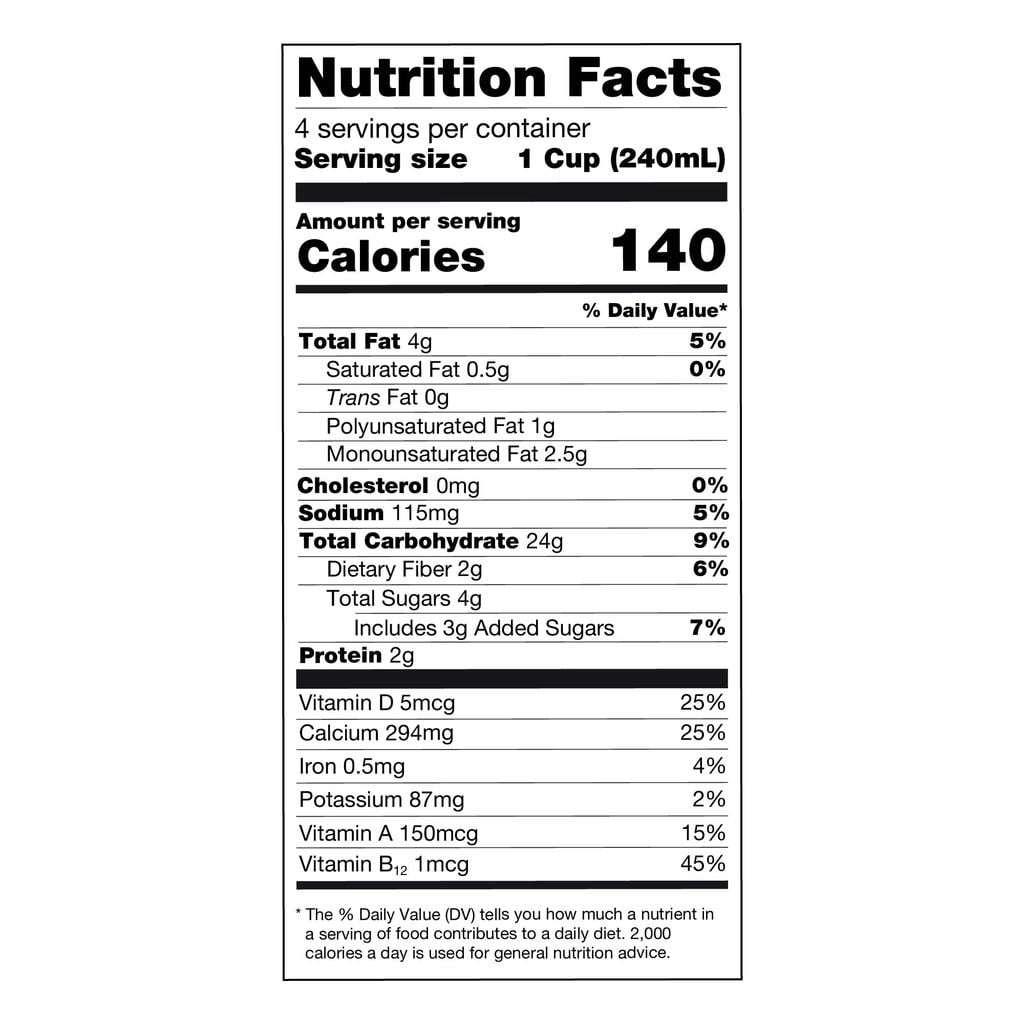 Nutrition Facts
4 servings per container
Serving size 1 Cup (240mL)
Amount per serving
Calories 140
% Daily Value*
Total Fat 4g 5%
Saturated Fat 0.5g 0%
Trans Fat 0g
Polyunsaturated Fat 1g
Monounsaturated Fat 2.5g
Cholesterol 0mg 0%
Sodium 115mg 5%
Total Carbohydrate 24g 9%
Dietary Fiber 2g 6%
Total Sugars 4g
Includes 3g Added Sugars 7%
Protein 2g
Vitamin D 5mcg 25%
Calcium 294mg 25%
Iron 0.5mg 4%
Potassium 87mg 2%
Vitamin A 150mcg 15%
Vitamin B₁₂ 1mcg 45%
* The % Daily Value (DV) tells you how much a nutrient in
a serving of food contributes to a daily diet. 2,000
calories a day is used for general nutrition advice.